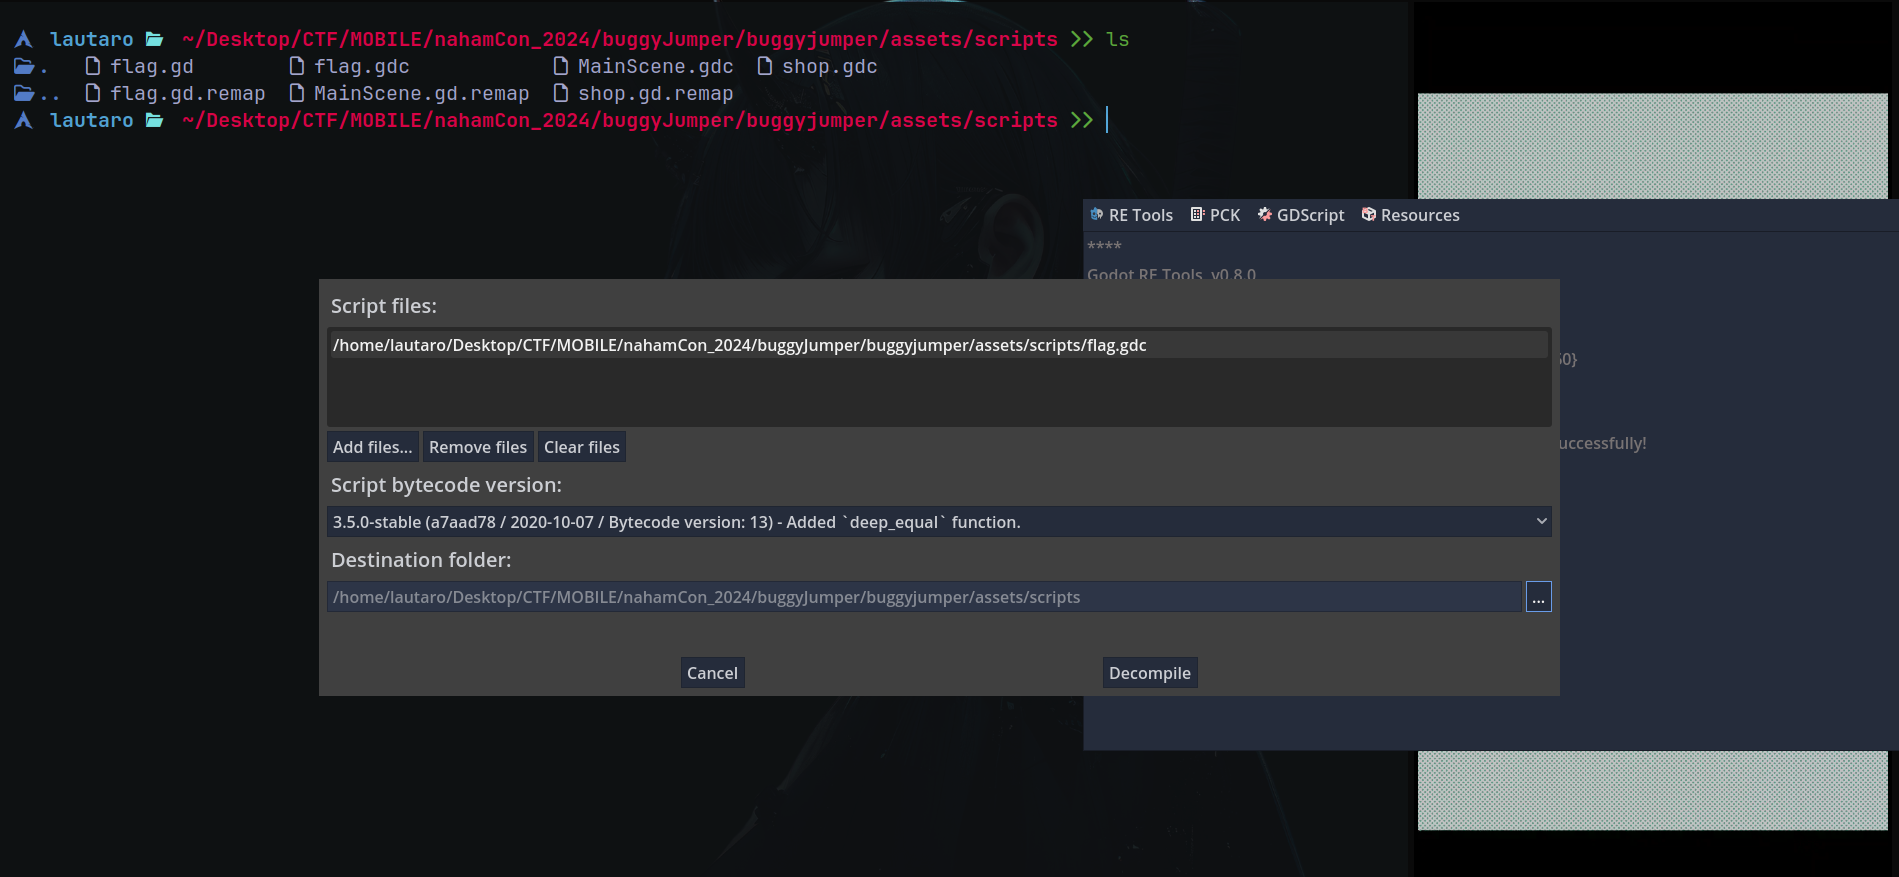 lautaro ~/Desktop/CTF/MOBILE/nahamCon_2024/buggyJumper/buggyjumper/assets/scripts >> ls
. flag.gd flag.gdc MainScene.gdc shop.gdc
.. flag.gd.remap MainScene.gd.remap shop.gd.remap
lautaro ~/Desktop/CTF/MOBILE/nahamCon_2024/buggyJumper/buggyjumper/assets/scripts >>
RE Tools PCK GDScript Resources
****
Godot RE Tools, v0.8.0
Script files:
/home/lautaro/Desktop/CTF/MOBILE/nahamCon_2024/buggyJumper/buggyjumper/assets/scripts/flag.gdc
60}
Add files... Remove files Clear files
uccessfully!
Script bytecode version:
3.5.0-stable (a7aad78 / 2020-10-07 / Bytecode version: 13) - Added `deep_equal` function.
Destination folder:
/home/lautaro/Desktop/CTF/MOBILE/nahamCon_2024/buggyJumper/buggyjumper/assets/scripts
...
Cancel Decompile